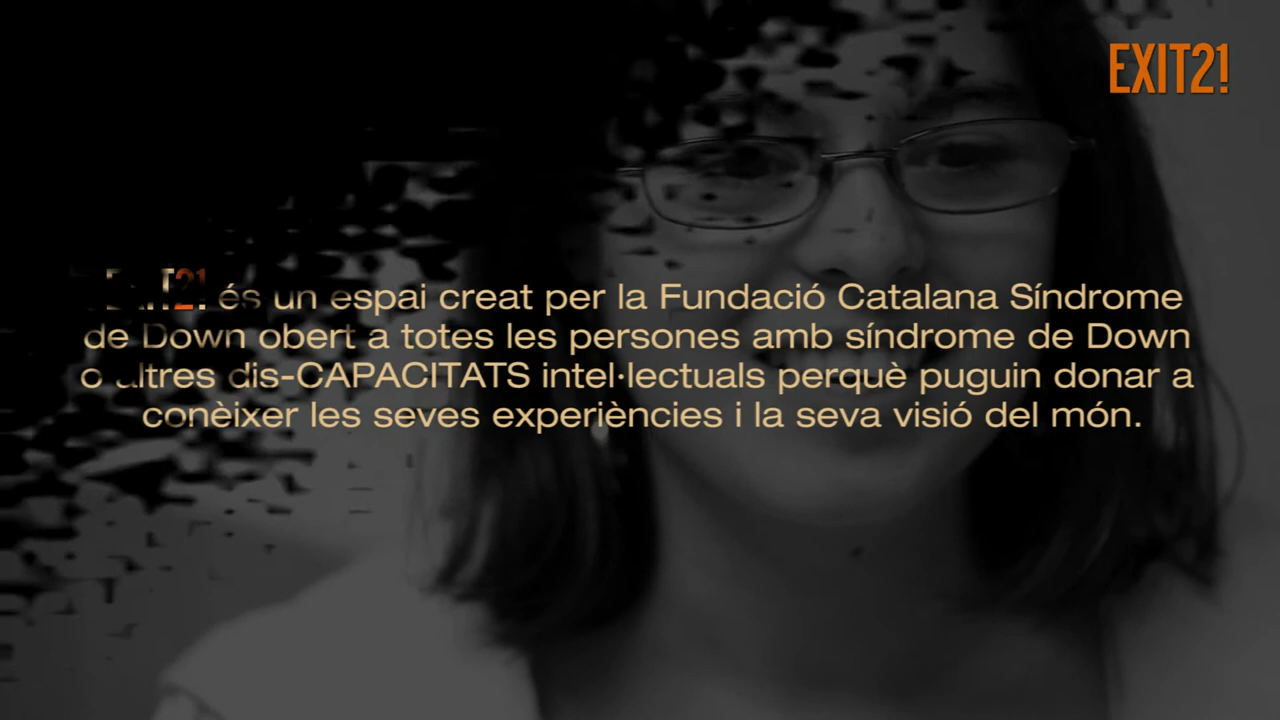 EXIT21
EXIT21 és un espai creat per la Fundació Catalana Síndrome
de Down obert a totes les persones amb síndrome de Down
o altres dis-CAPACITATS intel·lectuals perquè puguin donar a
conèixer les seves experiències i la seva visió del món.